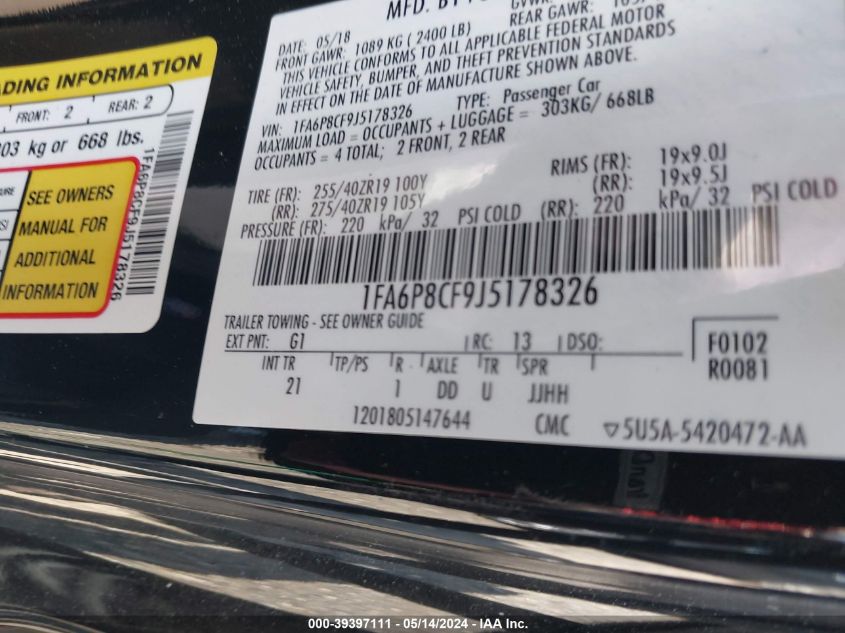 ADING INFORMATION
FRONT: 2 REAR: 2
303 kg or 668 lbs.
SEE OWNERS
MANUAL FOR
ADDITIONAL
INFORMATION
1FA6P8CF9J5178326
MFD. BY
DATE: 05/18 GVWR:
FRONT GAWR: 1089 KG ( 2400 LB) REAR GAWR:
THIS VEHICLE CONFORMS TO ALL APPLICABLE FEDERAL MOTOR
VEHICLE SAFETY, BUMPER, AND THEFT PREVENTION STANDARDS
IN EFFECT ON THE DATE OF MANUFACTURE SHOWN ABOVE.
VIN: 1FA6P8CF9J5178326 TYPE: Passenger Car
MAXIMUM LOAD = OCCUPANTS + LUGGAGE = 303KG/ 668LB
OCCUPANTS = 4 TOTAL; 2 FRONT, 2 REAR
TIRE (FR): 255/40ZR19 100Y RIMS (FR): 19x9.0J
(RR): 275/40ZR19 105Y (RR): 19x9.5J
PRESSURE (FR): 220 kPa/ 32 PSI COLD (RR): 220 kPa/ 32 PSI COLD
1FA6P8CF9J5178326
TRAILER TOWING - SEE OWNER GUIDE
EXT PNT: G1 RC: 13 DSO:
F0102
R0081
INT TR TP/PS R AXLE TR SPR
21 1 DD U JJHH
1201805147644 CMC ▽5U5A-5420472-AA
000-39397111 - 05/14/2024 - IAA Inc.